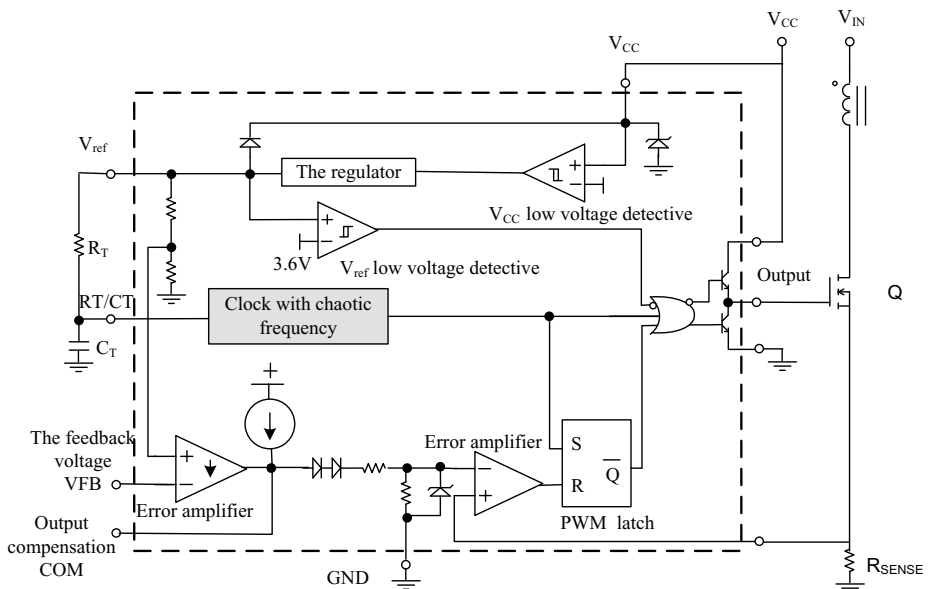 VCC
VIN
VCC
Vref
The regulator
+
−
VCC low voltage detective
+
−
3.6V
Vref low voltage detective
RT
Output
Q
RT/CT
Clock with chaotic
frequency
CT
+
The feedback
voltage
VFB
+
−
Error amplifier
Error amplifier
−
+
S
R
Q
PWM latch
Output
compensation
COM
GND
RSENSE